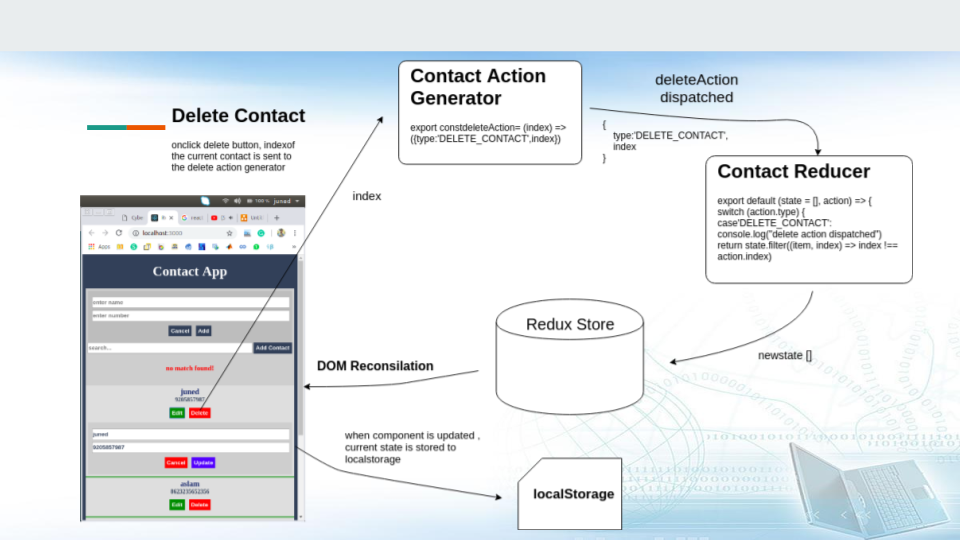 Delete Contact
onclick delete button, indexof
the current contact is sent to
the delete action generator
Contact Action
Generator
export constdeleteAction= (index) =>
({type:'DELETE_CONTACT',index})
deleteAction
dispatched
{
type:'DELETE_CONTACT',
index
}
Contact Reducer
export default (state = [], action) => {
switch (action.type) {
case'DELETE_CONTACT':
console.log("delete action dispatched")
return state.filter((item, index) => index !==
action.index)
index
newstate []
Redux Store
DOM Reconsilation
when component is updated ,
current state is stored to
localstorage
localStorage
100 %
juned
localhost:3000
Apps
Contact App
enter name
enter number
Cancel
Add
search...
Add Contact
no match found!
juned
9205857987
Edit
Delete
juned
9205857987
Cancel
Update
aslam
Edit
Delete